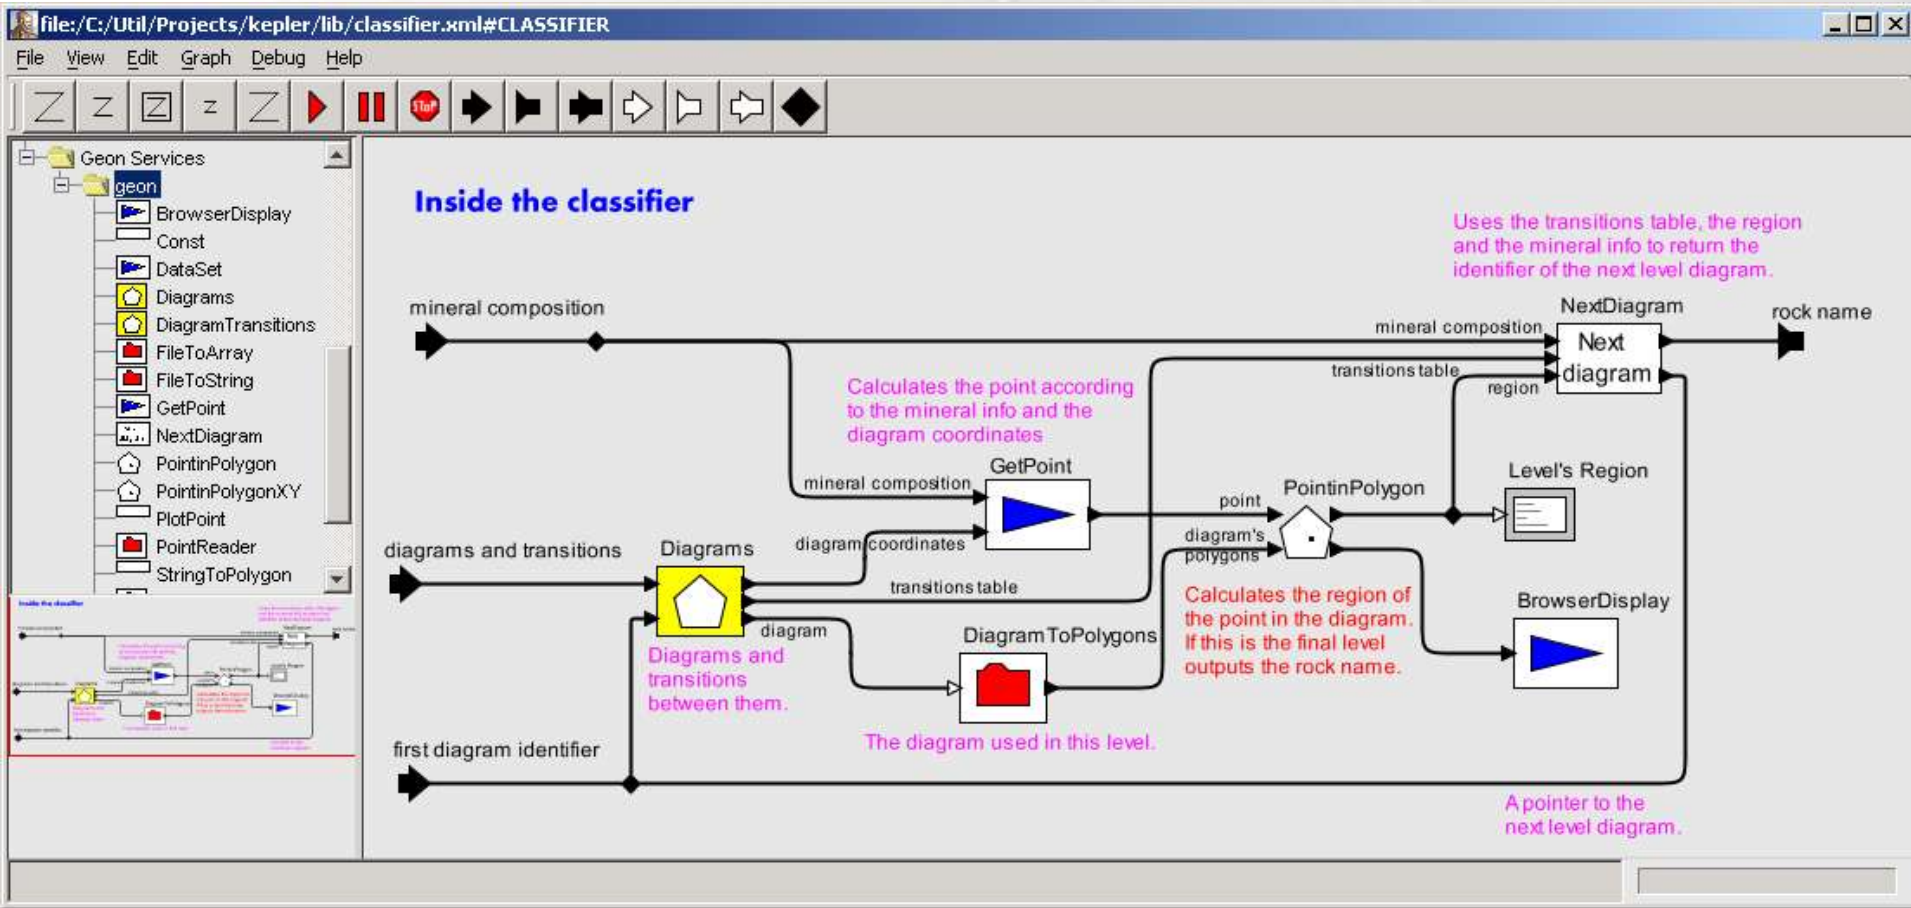 file:/C:/Util/Projects/kepler/lib/classifier.xml#CLASSIFIER
File View Edit Graph Debug Help
STOP
Geon Services
geon
BrowserDisplay
Const
DataSet
Diagrams
DiagramTransitions
FileToArray
FileToString
GetPoint
NextDiagram
PointinPolygon
PointinPolygonXY
PlotPoint
PointReader
StringToPolygon
Inside the classifier
Inside the classifier
Uses the transitions table, the region
and the mineral info to return the
identifier of the next level diagram.
mineral composition
mineral composition
NextDiagram
Next
diagram
rock name
transitions table
region
Calculates the point according
to the mineral info and the
diagram coordinates
GetPoint
mineral composition
diagram coordinates
point
PointinPolygon
Level's Region
diagrams and transitions
Diagrams
transitions table
diagram's
polygons
diagram
Diagrams and
transitions
between them.
DiagramToPolygons
Calculates the region of
the point in the diagram.
If this is the final level
outputs the rock name.
BrowserDisplay
The diagram used in this level.
first diagram identifier
A pointer to the
next level diagram.